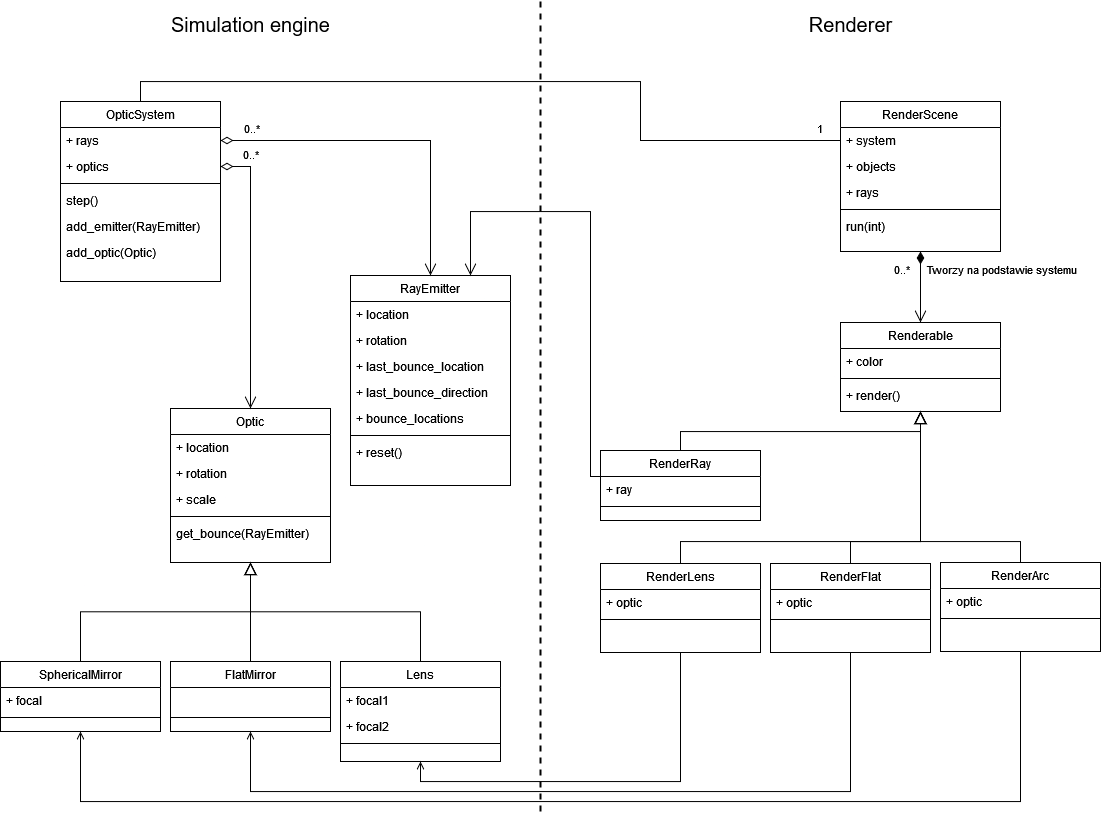 Simulation engine
Renderer
OpticSystem
+ rays
+ optics
step()
add_emitter(RayEmitter)
add_optic(Optic)
0..*
0..*
1
RenderScene
+ system
+ objects
+ rays
run(int)
0..*
Tworzy na podstawie systemu
RayEmitter
+ location
+ rotation
+ last_bounce_location
+ last_bounce_direction
+ bounce_locations
+ reset()
Renderable
+ color
+ render()
Optic
+ location
+ rotation
+ scale
get_bounce(RayEmitter)
RenderRay
+ ray
RenderLens
+ optic
RenderFlat
+ optic
RenderArc
+ optic
SphericalMirror
+ focal
FlatMirror
Lens
+ focal1
+ focal2